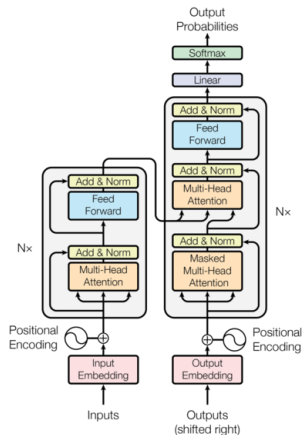 Output
Probabilities
Softmax
Linear
Add & Norm
Feed
Forward
Add & Norm
Multi-Head
Attention
Add & Norm
Masked
Multi-Head
Attention
Nx
Positional
Encoding
Output
Embedding
Outputs
(shifted right)
Add & Norm
Feed
Forward
Add & Norm
Multi-Head
Attention
Nx
Positional
Encoding
Input
Embedding
Inputs